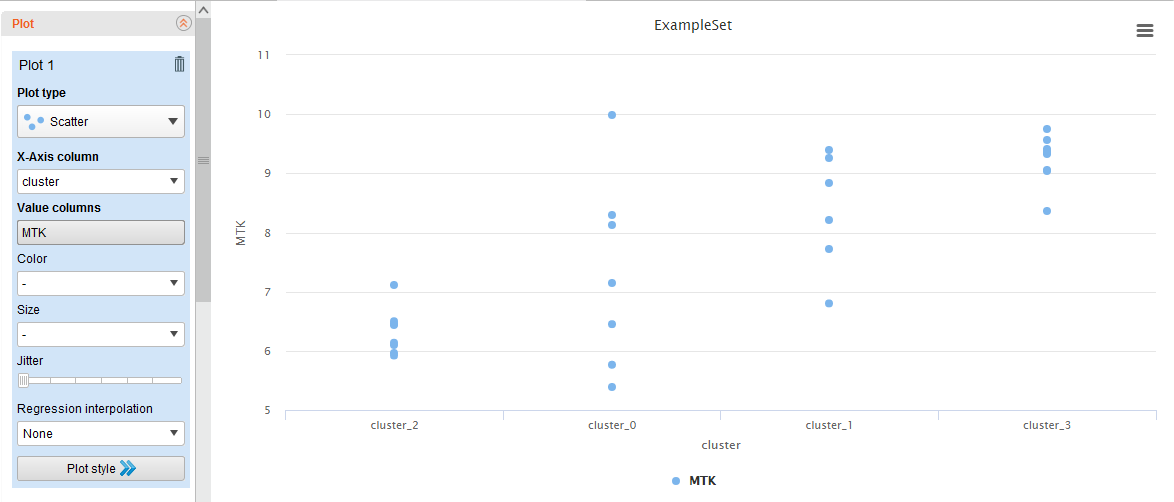 Plot
Plot 1
Plot type
Scatter
X-Axis column
cluster
Value columns
MTK
Color
-
Size
-
Jitter
Regression interpolation
None
Plot style
ExampleSet
11
10
9
8
7
6
5
MTK
cluster_2 cluster_0 cluster_1 cluster_3
cluster
MTK